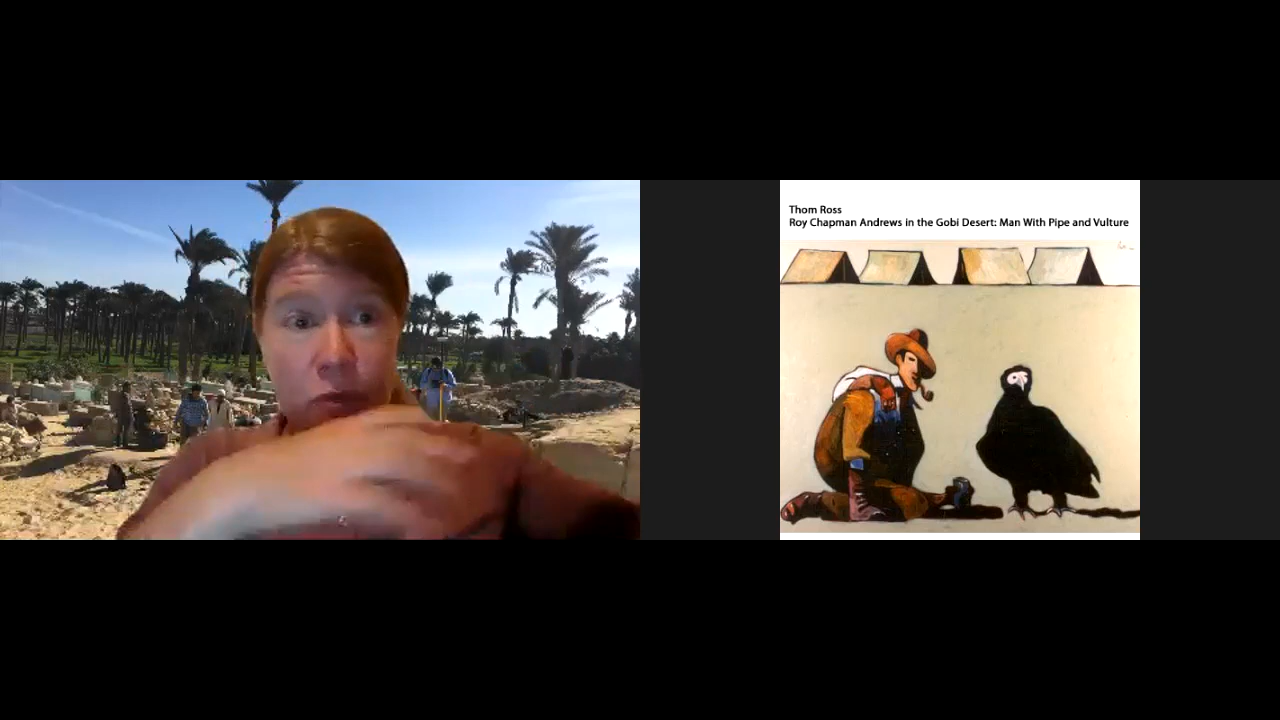 Thom Ross
Roy Chapman Andrews in the Gobi Desert: Man With Pipe and Vulture